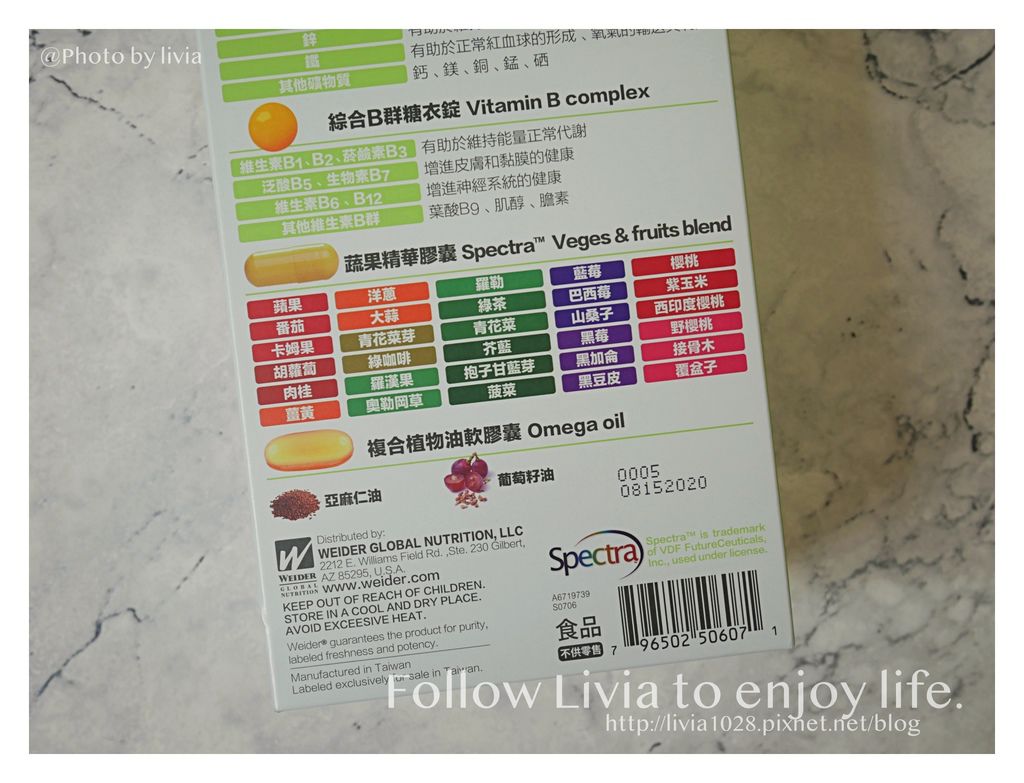 @Photo by livia
鋅
鐵
有助於正常紅血球的形成、氧氣的輸送
其他礦物質
鈣、鎂、銅、錳、硒
綜合B群糖衣錠 Vitamin B complex
維生素B1、B2、菸鹼素B3
有助於維持能量正常代謝
泛酸B5、生物素B7
增進皮膚和黏膜的健康
維生素B6、B12
增進神經系統的健康
其他維生素B群
葉酸B9、肌醇、膽素
蔬果精華膠囊 Spectra™ Veges & fruits blend
蘋果 洋蔥 羅勒 藍莓 櫻桃
番茄 大蒜 綠茶 巴西莓 紫玉米
卡姆果 青花菜芽 青花菜 山桑子 西印度櫻桃
胡蘿蔔 綠咖啡 芥藍 黑莓 野櫻桃
肉桂 羅漢果 抱子甘藍芽 黑加侖 接骨木
薑黃 奧勒岡草 菠菜 黑豆皮 覆盆子
複合植物油軟膠囊 Omega oil
亞麻仁油
葡萄籽油
0005
08152020
WEIDER
GLOBAL
NUTRITION
Distributed by:
WEIDER GLOBAL NUTRITION, LLC
2212 E. Williams Field Rd. ,Ste. 230 Gilbert,
AZ 85295, U.S.A.
www.weider.com
KEEP OUT OF REACH OF CHILDREN.
STORE IN A COOL AND DRY PLACE.
AVOID EXCEESIVE HEAT.
Weider® guarantees the product for purity,
labeled freshness and potency.
Manufactured in Taiwan
Labeled exclusively for sale in Taiwan.
Spectra
Spectra™ is trademark
of VDF FutureCeuticals,
Inc., used under license.
A6719739
S0706
食品
不供零售
7 96502 50607 1
Follow Livia to enjoy life.
http://livia1028.pixnet.net/blog